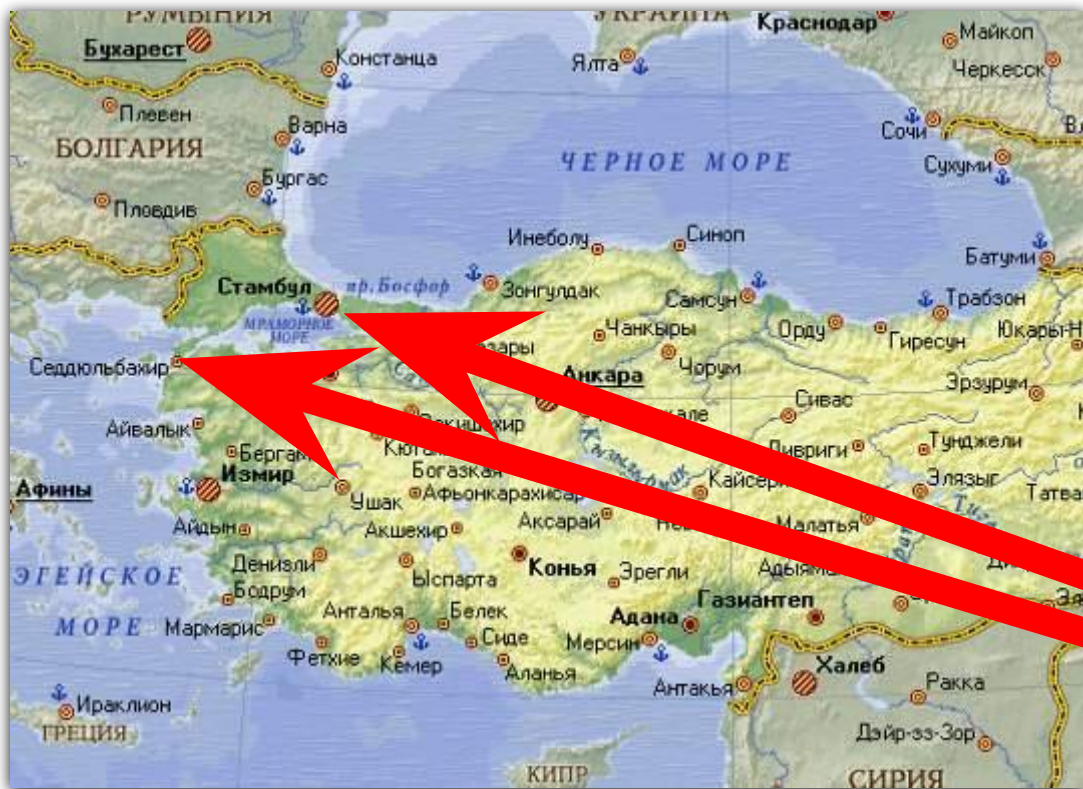 РУМЫНИЯ
УКРАИНА
Краснодар
Майкоп
Бухарест
Констанца
Ялта
Черкесск
Плевен
Варна
Сочи
БОЛГАРИЯ
ЧЕРНОЕ МОРЕ
Сухуми
Бургас
Пловдив
Инеболу
Синоп
Батуми
Стамбул
пр. Босфор
Зонгулдак
Самсун
Трабзон
МРАМОРНОЕ
МОРЕ
Чанкыры
Орду
Гиресун
Седдюльбахир
Чорум
Анкара
Эрзурум
Сивас
Айвалык
Дивриги
Тунджели
Измир
Кызылырмак
Элязыг
Афины
Ушак
Богазкая
Афьонкарахисар
Айдын
Акшехир
Аксарай
Малатья
Денизли
Конья
ЭГЕЙСКОЕ
Ыспарта
Эрегли
Бодрум
Газиантеп
МОРЕ
Анталья
Белек
Адана
Мармарис
Сиде
Мерсин
Фетхие
Кемер
Аланья
Халеб
Антакья
Ракка
Ираклион
ГРЕЦИЯ
Дэйр-эз-Зор
КИПР
СИРИЯ